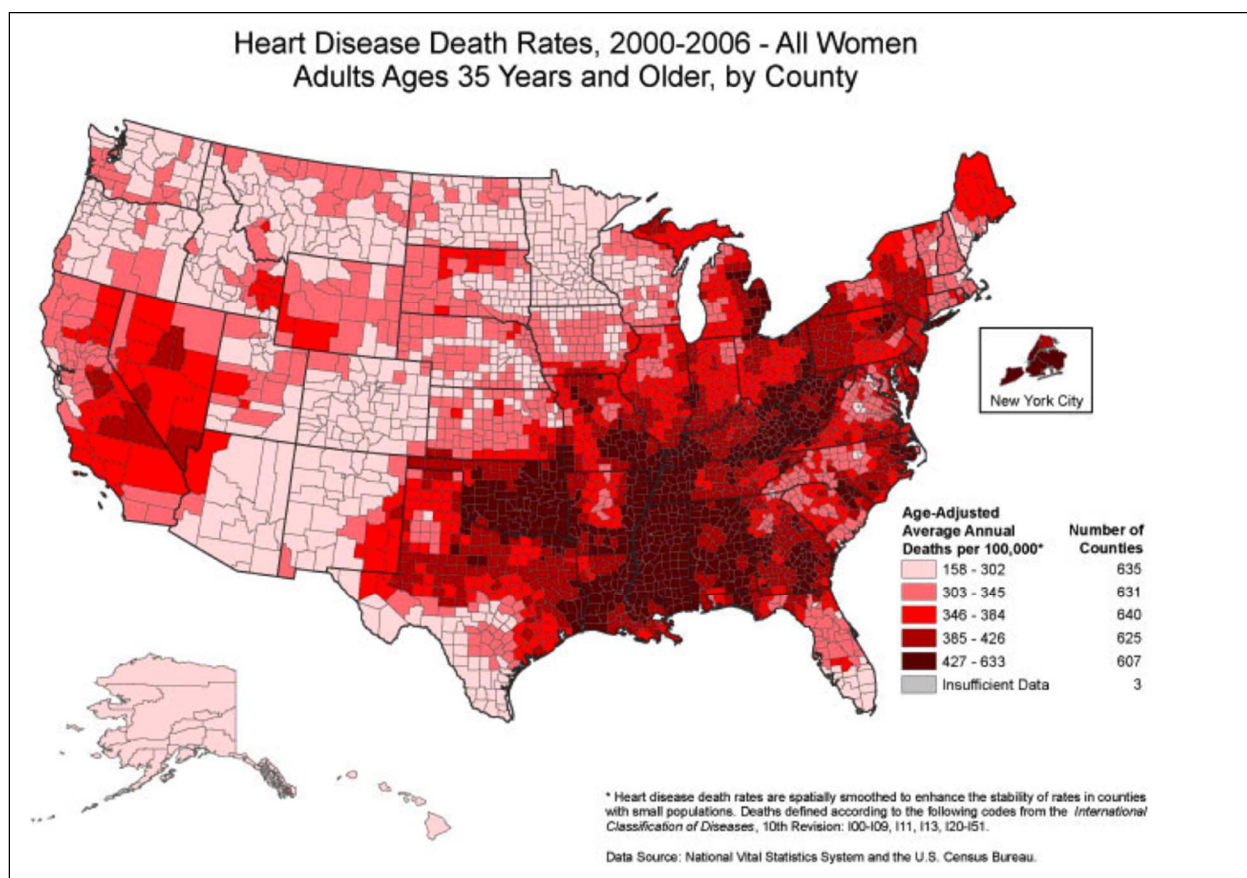 Heart Disease Death Rates, 2000-2006 - All Women
Adults Ages 35 Years and Older, by County
New York City
Age-Adjusted
Average Annual
Deaths per 100,000*
Number of
Counties
158 - 302 635
303 - 345 631
346 - 384 640
385 - 426 625
427 - 633 607
Insufficient Data 3
* Heart disease death rates are spatially smoothed to enhance the stability of rates in counties
with small populations. Deaths defined according to the following codes from the International
Classification of Diseases, 10th Revision: I00-I09, I11, I13, I20-I51.
Data Source: National Vital Statistics System and the U.S. Census Bureau.